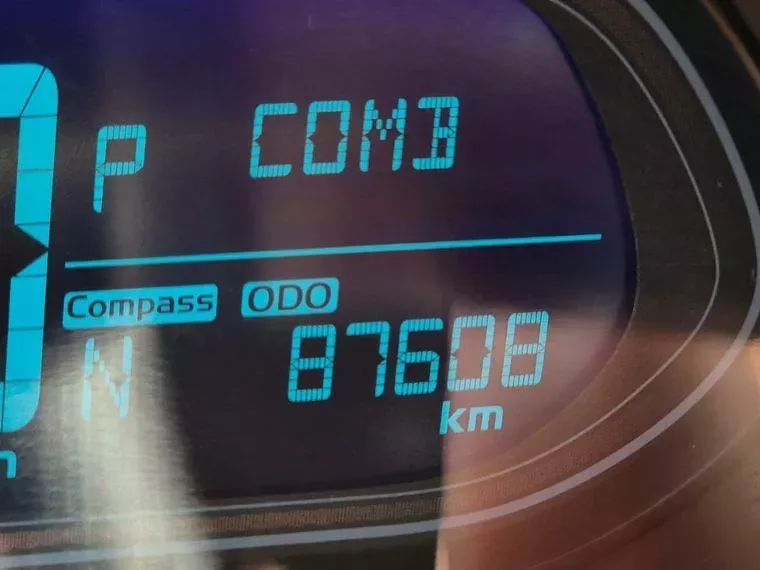 P COMB
Compass ODO
N 87608
km